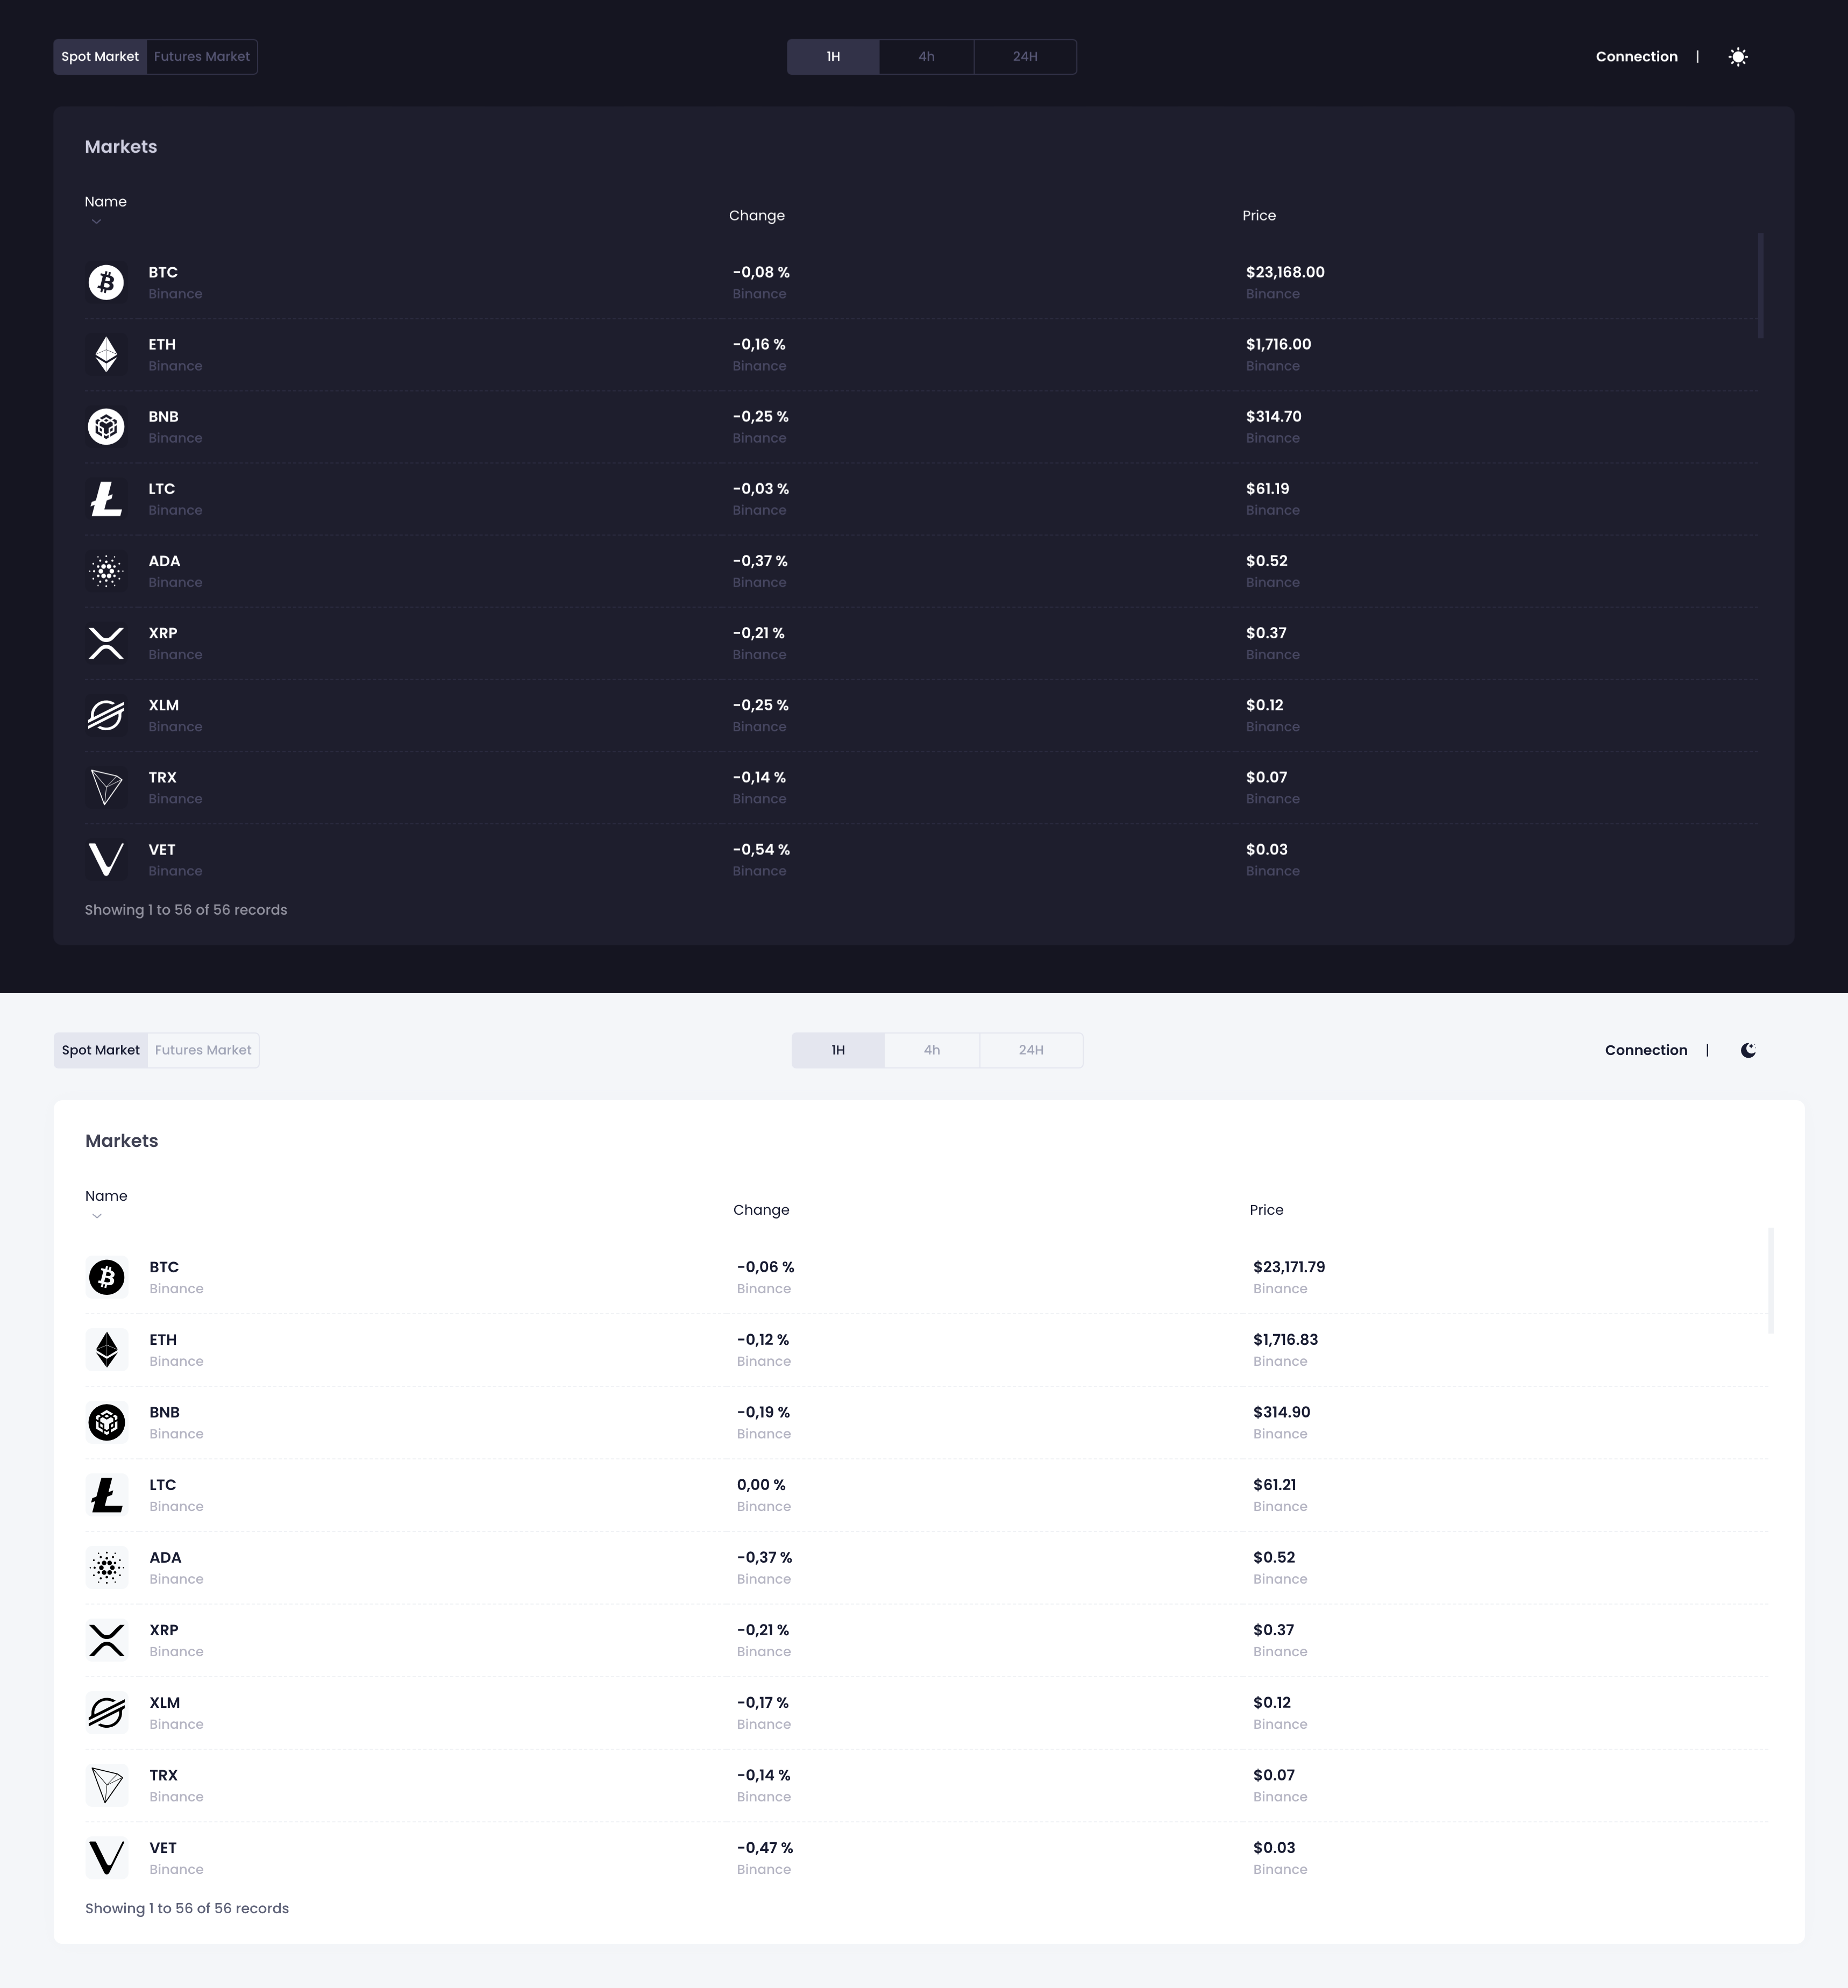 Spot Market Futures Market 1H 4h 24H Connection |
Markets
Name Change Price
BTC -0,08 % $23,168.00
Binance Binance Binance
ETH -0,16 % $1,716.00
Binance Binance Binance
BNB -0,25 % $314.70
Binance Binance Binance
LTC -0,03 % $61.19
Binance Binance Binance
ADA -0,37 % $0.52
Binance Binance Binance
XRP -0,21 % $0.37
Binance Binance Binance
XLM -0,25 % $0.12
Binance Binance Binance
TRX -0,14 % $0.07
Binance Binance Binance
VET -0,54 % $0.03
Binance Binance Binance
Showing 1 to 56 of 56 records
Spot Market Futures Market 1H 4h 24H Connection |
Markets
Name Change Price
BTC -0,06 % $23,171.79
Binance Binance Binance
ETH -0,12 % $1,716.83
Binance Binance Binance
BNB -0,19 % $314.90
Binance Binance Binance
LTC 0,00 % $61.21
Binance Binance Binance
ADA -0,37 % $0.52
Binance Binance Binance
XRP -0,21 % $0.37
Binance Binance Binance
XLM -0,17 % $0.12
Binance Binance Binance
TRX -0,14 % $0.07
Binance Binance Binance
VET -0,47 % $0.03
Binance Binance Binance
Showing 1 to 56 of 56 records